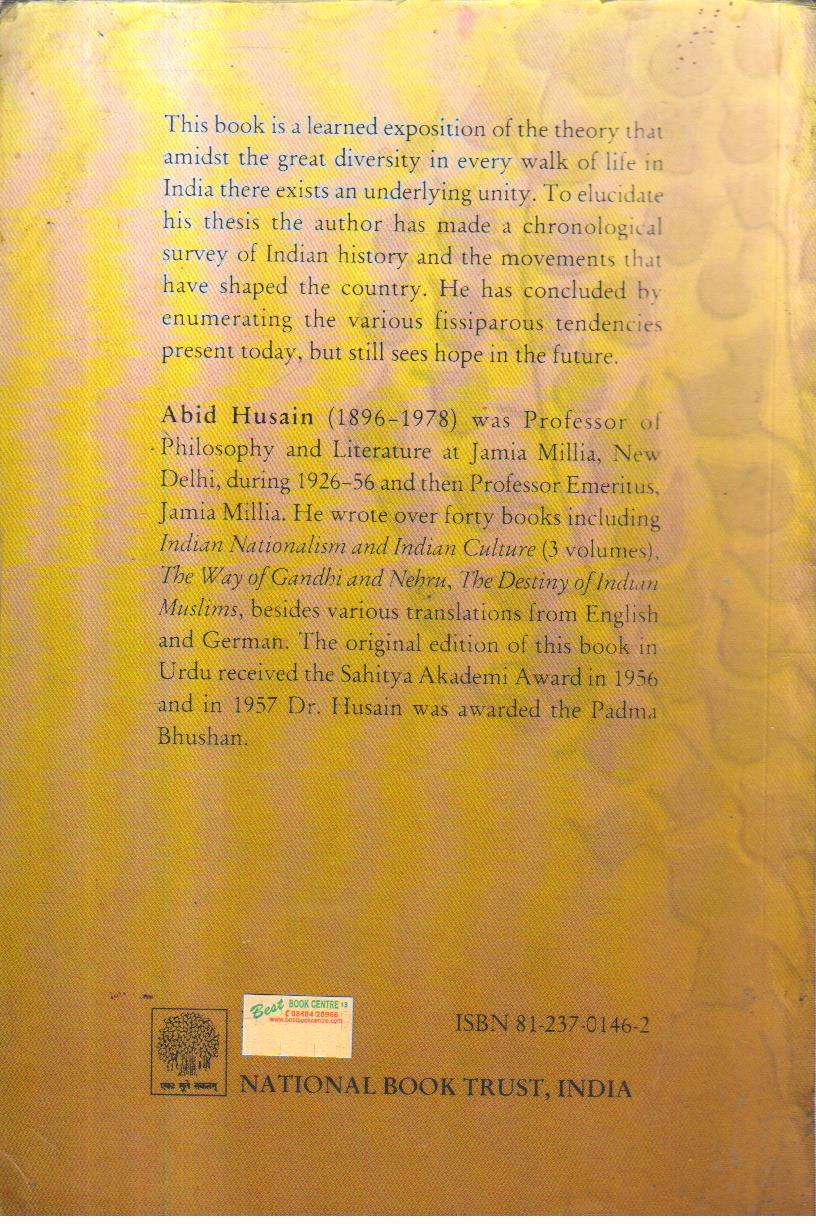 This book is a learned exposition of the theory that
amidst the great diversity in every walk of life in
India there exists an underlying unity. To elucidate
his thesis the author has made a chronological
survey of Indian history and the movements that
have shaped the country. He has concluded by
enumerating the various fissiparous tendencies
present today, but still sees hope in the future.
Abid Husain (1896–1978) was Professor of
Philosophy and Literature at Jamia Millia, New
Delhi, during 1926–56 and then Professor Emeritus,
Jamia Millia. He wrote over forty books including
Indian Nationalism and Indian Culture (3 volumes),
The Way of Gandhi and Nehru, The Destiny of Indian
Muslims, besides various translations from English
and German. The original edition of this book in
Urdu received the Sahitya Akademi Award in 1956
and in 1957 Dr. Husain was awarded the Padma
Bhushan.
Best BOOK CENTRE
www.bestbookcentre.com
ISBN 81-237-0146-2
एकः सूते सकलम्
NATIONAL BOOK TRUST, INDIA